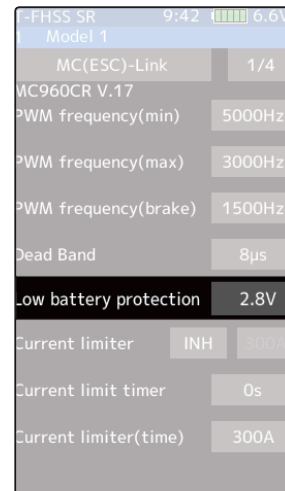 T-FHSS SR 9:42 6.6V
1 Model 1
MC(ESC)-Link 1/4
MC960CR V.17
PWM frequency(min) 5000Hz
PWM frequency(max) 3000Hz
PWM frequency(brake) 1500Hz
Dead Band 8µs
Low battery protection 2.8V
Current limiter INH 300A
Current limit timer 0s
Current limiter(time) 300A